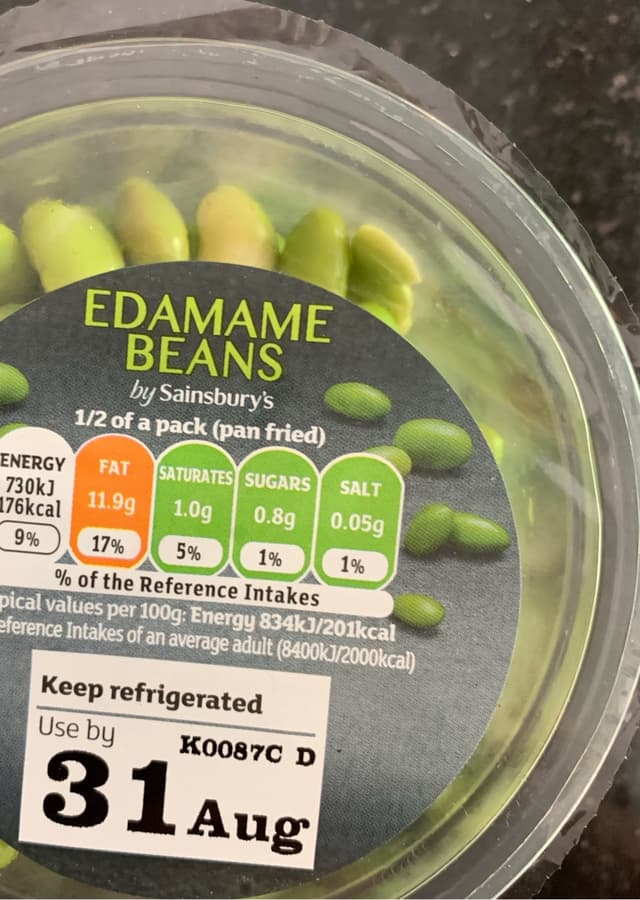 EDAMAME
BEANS
by Sainsbury's
1/2 of a pack (pan fried)
ENERGY
730kJ
176kcal
9%
FAT
11.9g
17%
SATURATES
1.0g
5%
SUGARS
0.8g
1%
SALT
0.05g
1%
% of the Reference Intakes
pical values per 100g: Energy 834kJ/201kcal
eference Intakes of an average adult (8400kJ/2000kcal)
Keep refrigerated
Use by
K0087C D
31 Aug